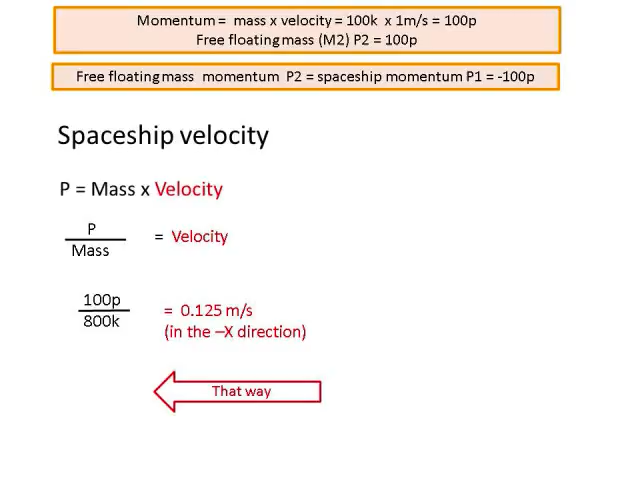 Momentum = mass x velocity = 100k x 1m/s = 100p
Free floating mass (M2) P2 = 100p
Free floating mass momentum P2 = spaceship momentum P1 = -100p
Spaceship velocity
P = Mass x Velocity
P
Mass
= Velocity
100p
800k
= 0.125 m/s
(in the –X direction)
That way